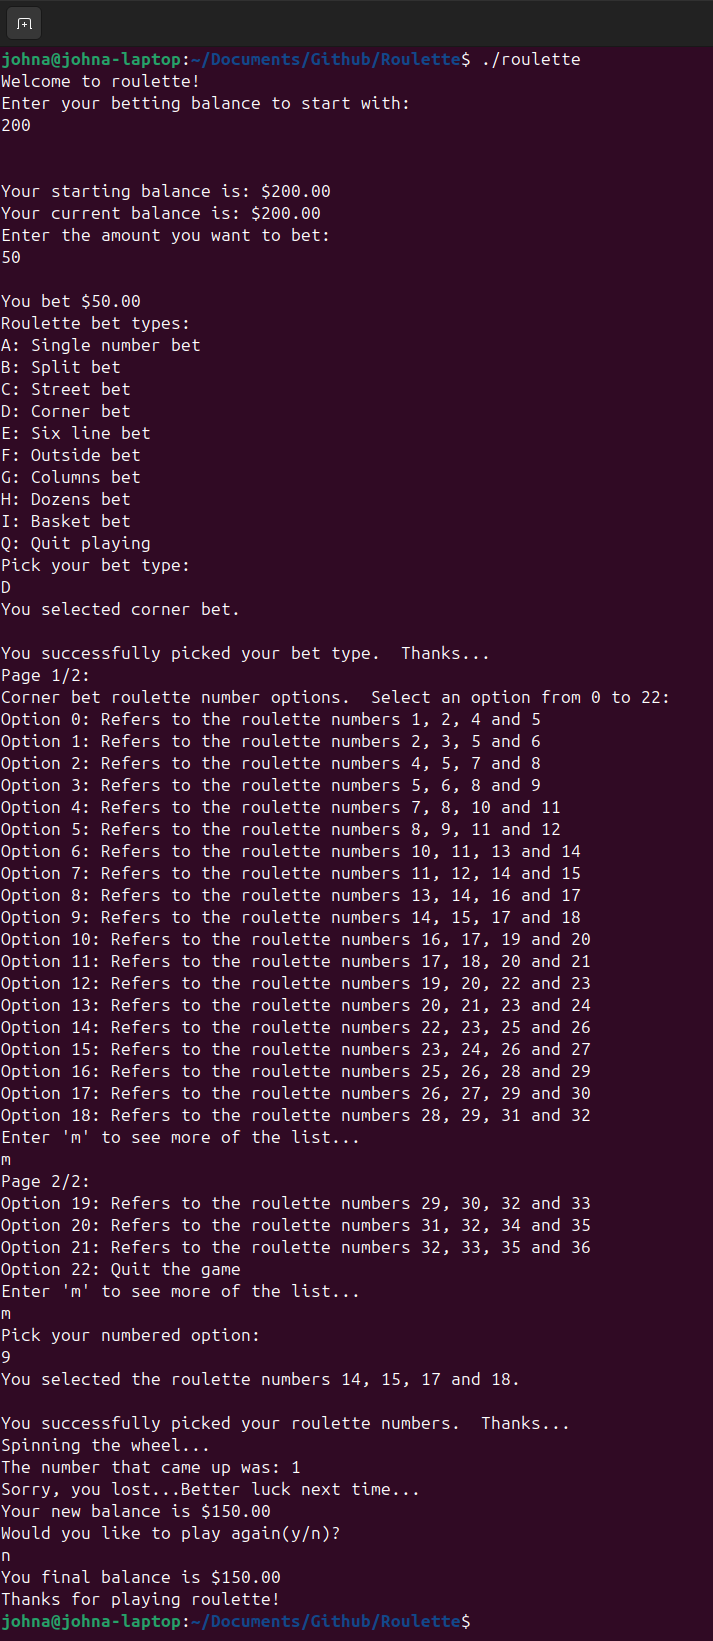 johna@johna-laptop:~/Documents/Github/Roulette$ ./roulette
Welcome to roulette!
Enter your betting balance to start with:
200
Your starting balance is: $200.00
Your current balance is: $200.00
Enter the amount you want to bet:
50
You bet $50.00
Roulette bet types:
A: Single number bet
B: Split bet
C: Street bet
D: Corner bet
E: Six line bet
F: Outside bet
G: Columns bet
H: Dozens bet
I: Basket bet
Q: Quit playing
Pick your bet type:
D
You selected corner bet.
You successfully picked your bet type.  Thanks...
Page 1/2:
Corner bet roulette number options.  Select an option from 0 to 22:
Option 0: Refers to the roulette numbers 1, 2, 4 and 5
Option 1: Refers to the roulette numbers 2, 3, 5 and 6
Option 2: Refers to the roulette numbers 4, 5, 7 and 8
Option 3: Refers to the roulette numbers 5, 6, 8 and 9
Option 4: Refers to the roulette numbers 7, 8, 10 and 11
Option 5: Refers to the roulette numbers 8, 9, 11 and 12
Option 6: Refers to the roulette numbers 10, 11, 13 and 14
Option 7: Refers to the roulette numbers 11, 12, 14 and 15
Option 8: Refers to the roulette numbers 13, 14, 16 and 17
Option 9: Refers to the roulette numbers 14, 15, 17 and 18
Option 10: Refers to the roulette numbers 16, 17, 19 and 20
Option 11: Refers to the roulette numbers 17, 18, 20 and 21
Option 12: Refers to the roulette numbers 19, 20, 22 and 23
Option 13: Refers to the roulette numbers 20, 21, 23 and 24
Option 14: Refers to the roulette numbers 22, 23, 25 and 26
Option 15: Refers to the roulette numbers 23, 24, 26 and 27
Option 16: Refers to the roulette numbers 25, 26, 28 and 29
Option 17: Refers to the roulette numbers 26, 27, 29 and 30
Option 18: Refers to the roulette numbers 28, 29, 31 and 32
Enter 'm' to see more of the list...
m
Page 2/2:
Option 19: Refers to the roulette numbers 29, 30, 32 and 33
Option 20: Refers to the roulette numbers 31, 32, 34 and 35
Option 21: Refers to the roulette numbers 32, 33, 35 and 36
Option 22: Quit the game
Enter 'm' to see more of the list...
m
Pick your numbered option:
9
You selected the roulette numbers 14, 15, 17 and 18.
You successfully picked your roulette numbers.  Thanks...
Spinning the wheel...
The number that came up was: 1
Sorry, you lost...Better luck next time...
Your new balance is $150.00
Would you like to play again(y/n)?
n
You final balance is $150.00
Thanks for playing roulette!
johna@johna-laptop:~/Documents/Github/Roulette$